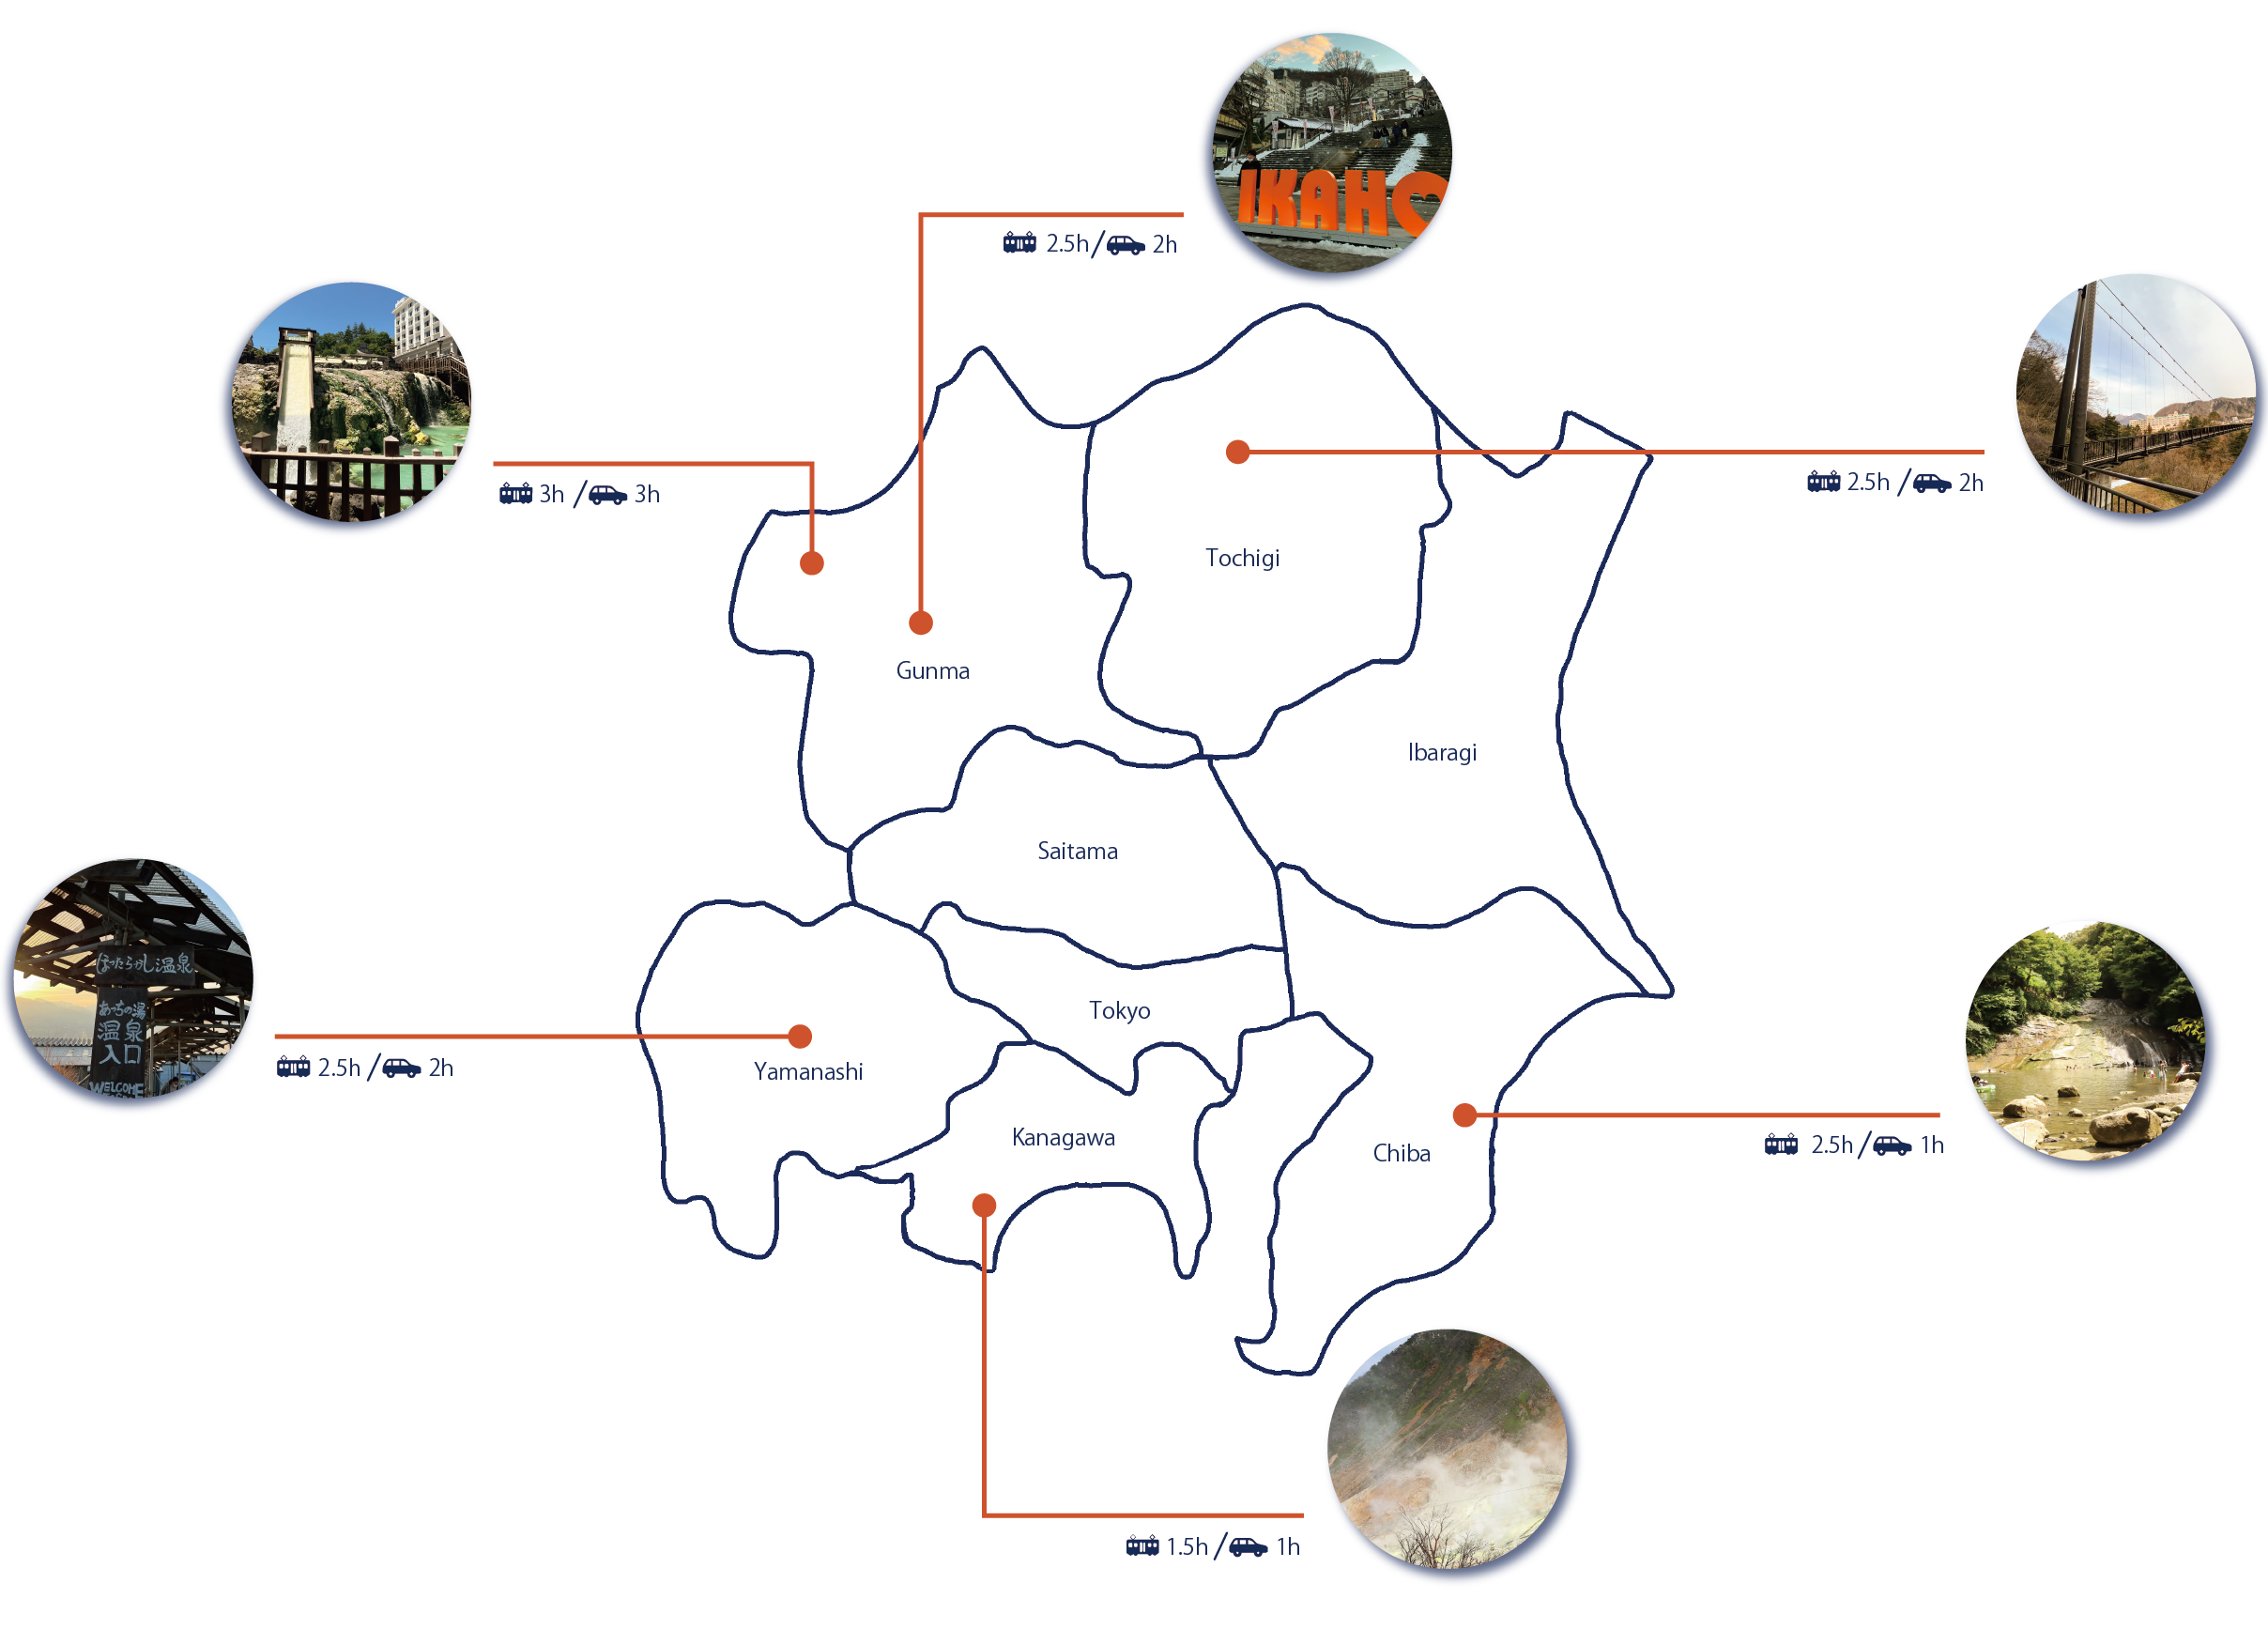 IKAHO
2.5h / 2h
3h / 3h
2.5h / 2h
Tochigi
Gunma
Ibaragi
Saitama
ほったらかし温泉
あっちの湯
温泉
入口
WELCOME
Tokyo
2.5h / 2h
Yamanashi
Kanagawa
Chiba
2.5h / 1h
1.5h / 1h